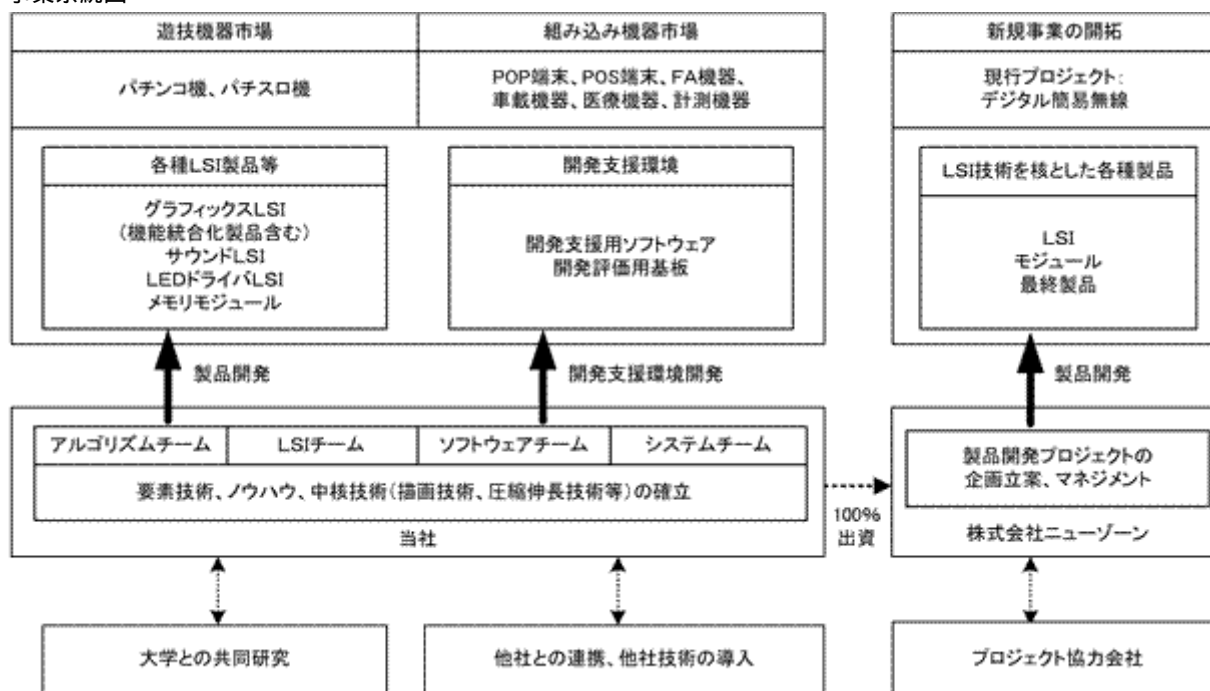 事業系統図
遊技機器市場
組み込み機器市場
新規事業の開拓
パチンコ機、パチスロ機
POP端末、POS端末、FA機器、
車載機器、医療機器、計測機器
現行プロジェクト:
デジタル簡易無線
各種LSI製品等
グラフィックスLSI
(機能統合化製品含む)
サウンドLSI
LEDドライバLSI
メモリモジュール
開発支援環境
開発支援用ソフトウェア
開発評価用基板
LSI技術を核とした各種製品
LSI
モジュール
最終製品
製品開発
開発支援環境開発
製品開発
アルゴリズムチーム
LSIチーム
ソフトウェアチーム
システムチーム
要素技術、ノウハウ、中核技術(描画技術、圧縮伸長技術等)の確立
当社
100%
出資
製品開発プロジェクトの
企画立案、マネジメント
株式会社ニューゾーン
大学との共同研究
他社との連携、他社技術の導入
プロジェクト協力会社